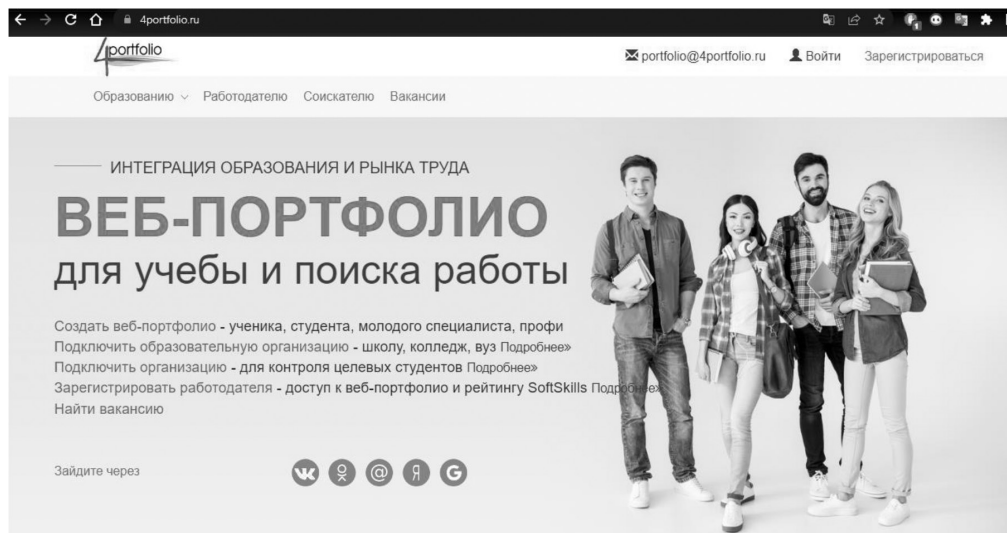 4portfolio.ru
4portfolio
portfolio@4portfolio.ru Войти Зарегистрироваться
Образованию Работодателю Соискателю Вакансии
ИНТЕГРАЦИЯ ОБРАЗОВАНИЯ И РЫНКА ТРУДА
ВЕБ-ПОРТФОЛИО
для учебы и поиска работы
Создать веб-портфолио - ученика, студента, молодого специалиста, профи
Подключить образовательную организацию - школу, колледж, вуз Подробнее»
Подключить организацию - для контроля целевых студентов Подробнее»
Зарегистрировать работодателя - доступ к веб-портфолио и рейтингу SoftSkills Подробнее»
Найти вакансию
Зайдите через